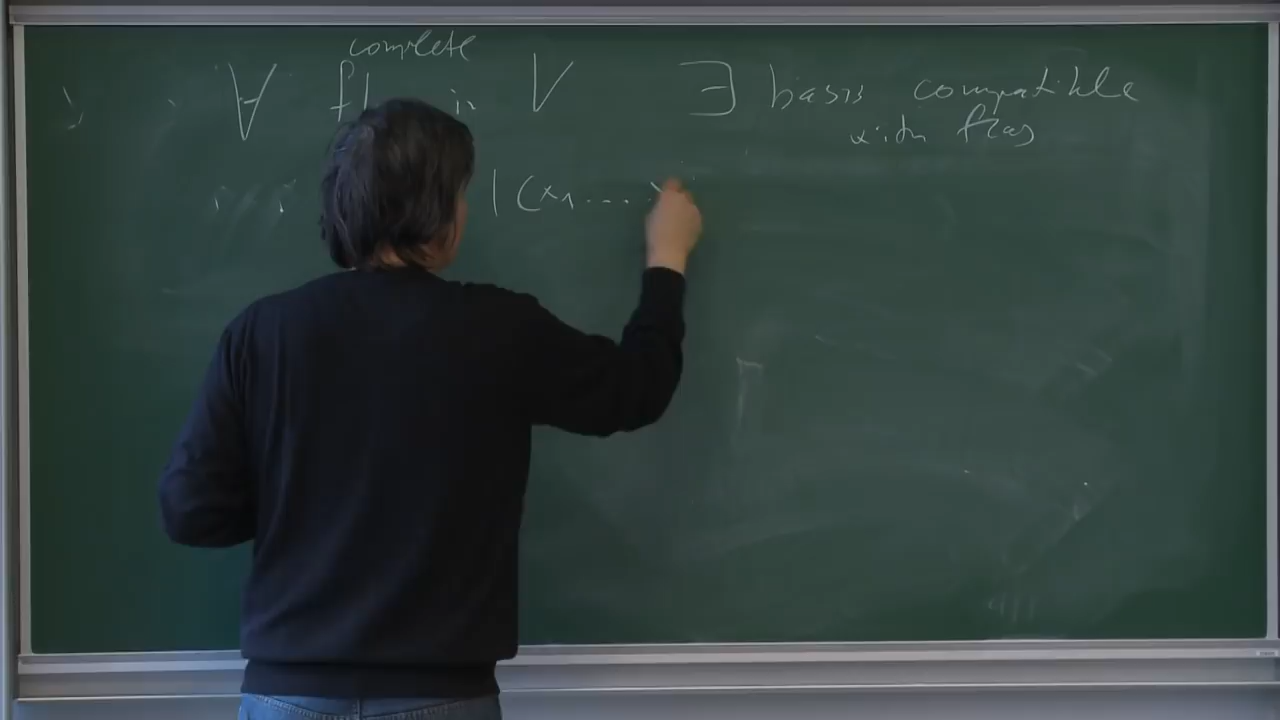 complete
∀ fl in V ∃ basis compatible
with flag
| (x₁ ...